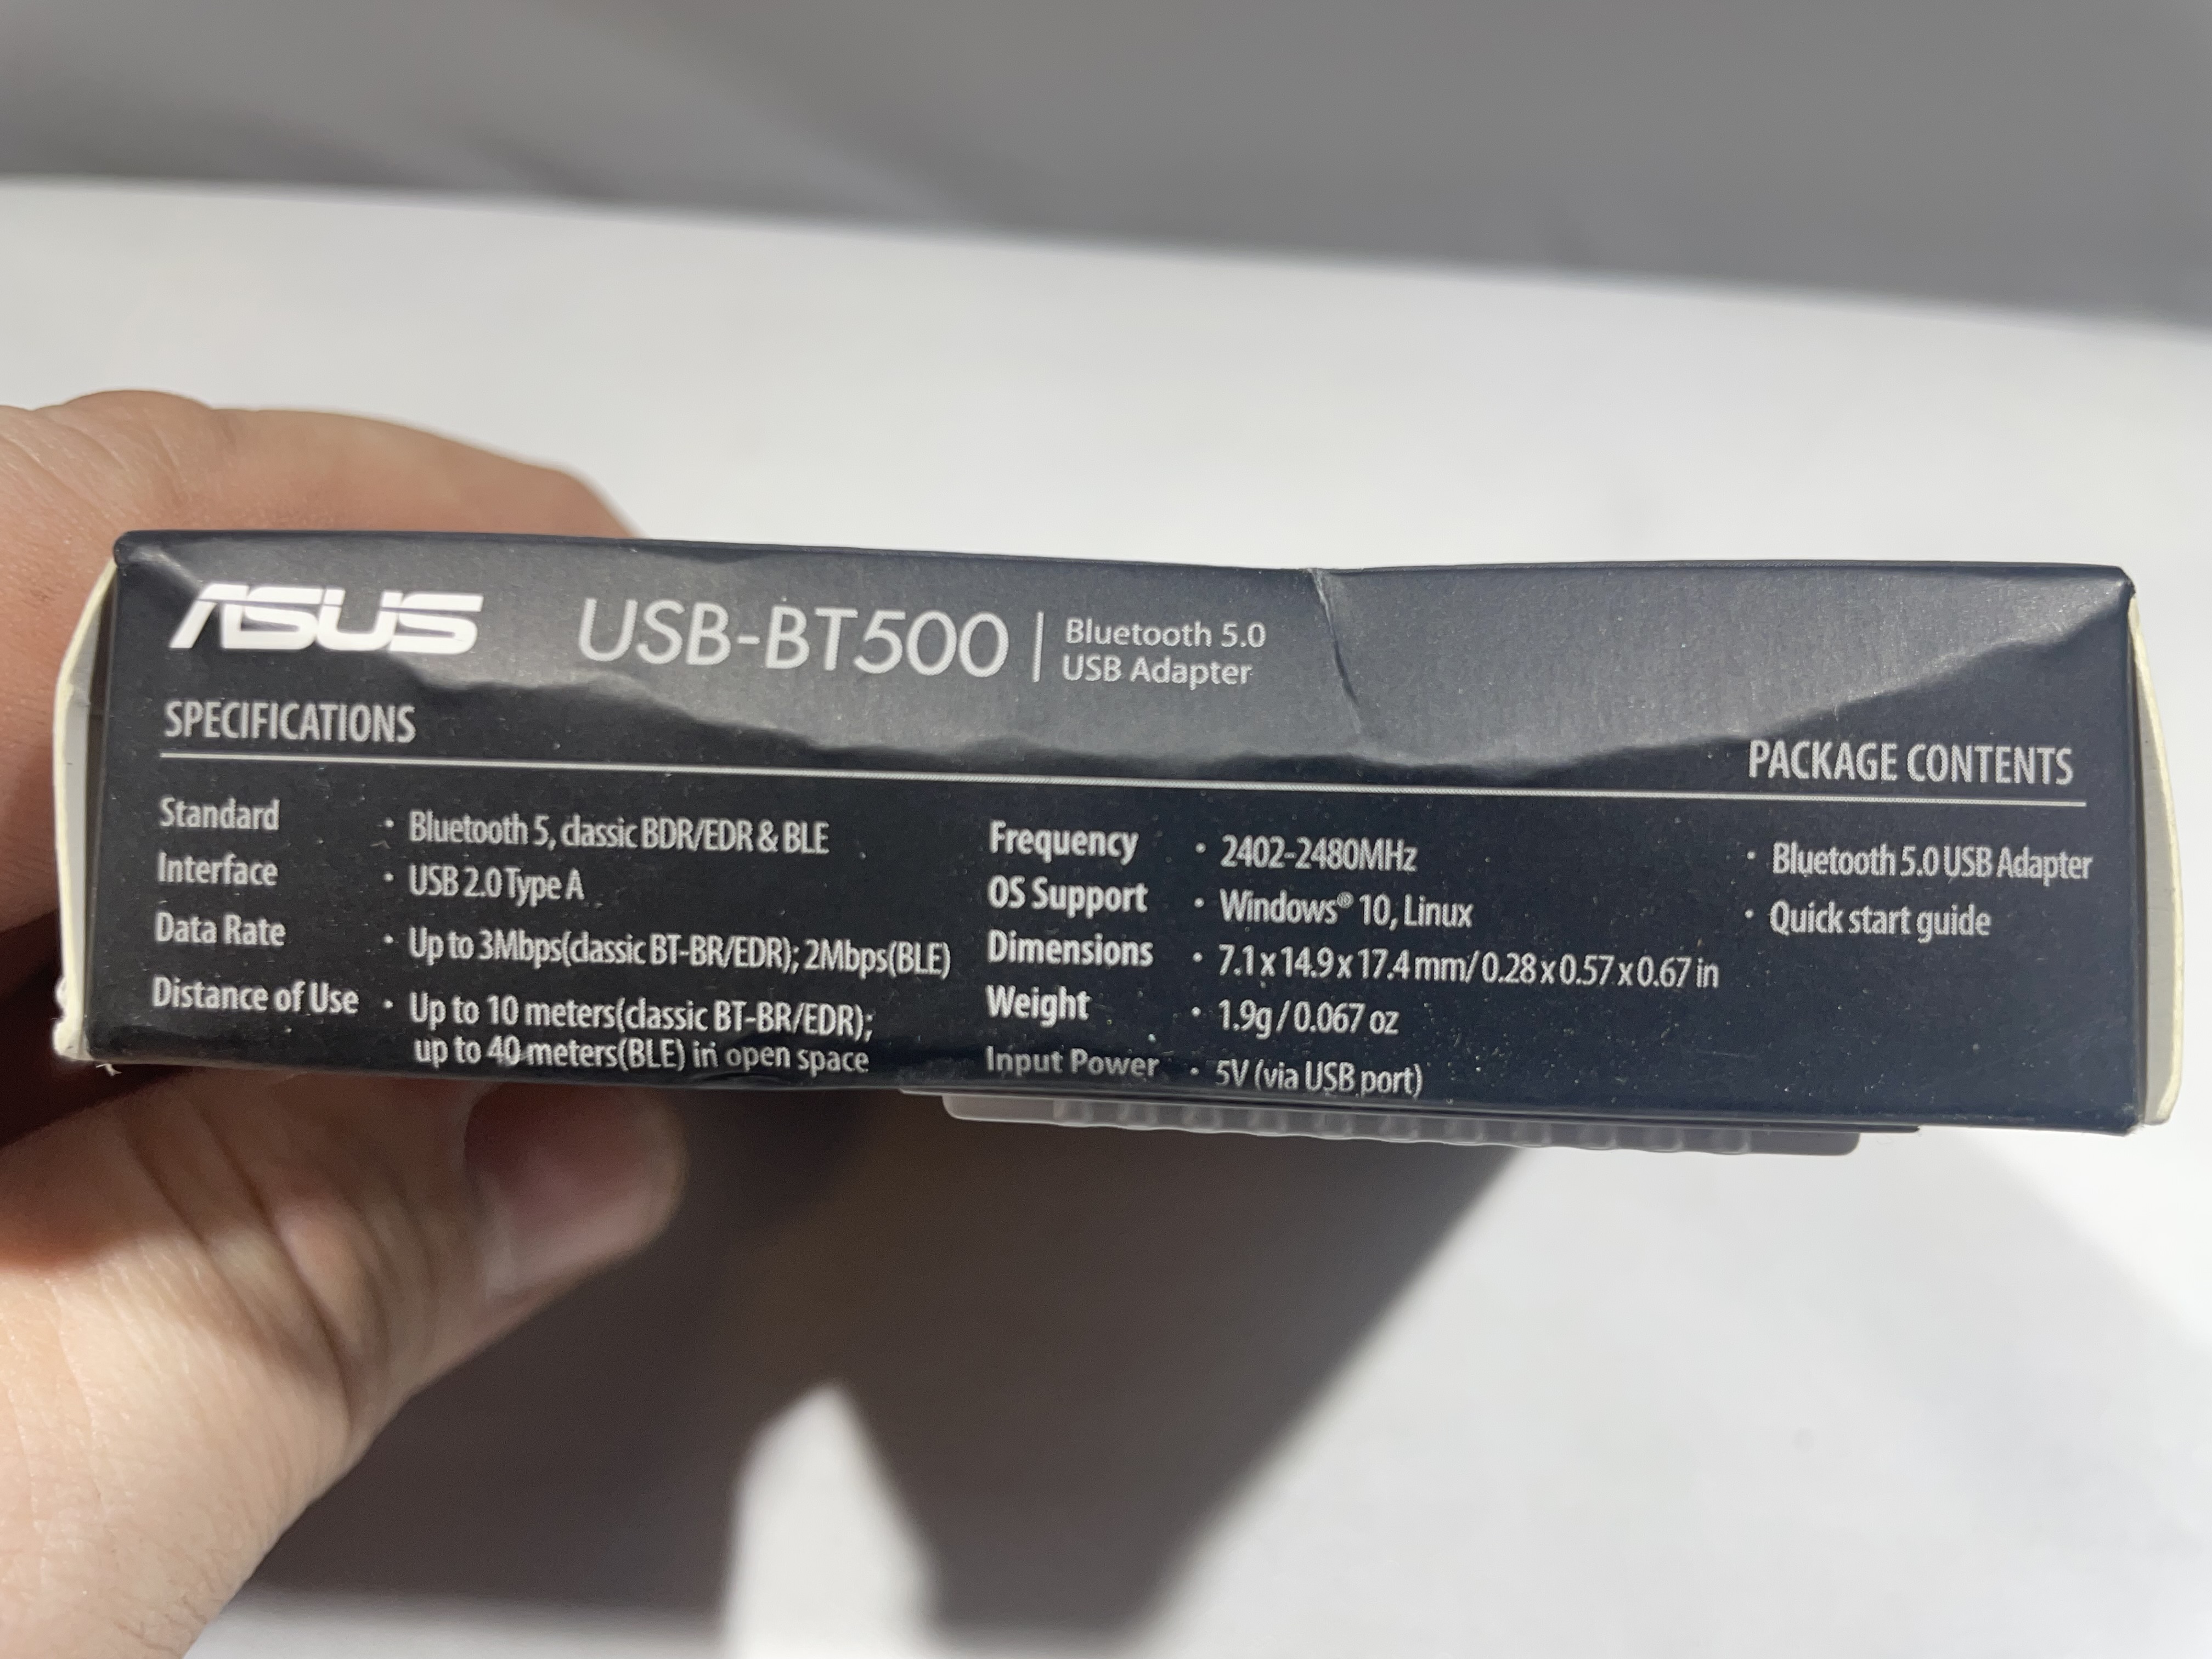 ASUS USB-BT500 Bluetooth 5.0
USB Adapter
SPECIFICATIONS
Standard • Bluetooth 5, classic BDR/EDR & BLE
Interface • USB 2.0 Type A
Data Rate • Up to 3Mbps(classic BT-BR/EDR); 2Mbps(BLE)
Distance of Use • Up to 10 meters(classic BT-BR/EDR);
up to 40 meters(BLE) in open space
Frequency • 2402-2480MHz
OS Support • Windows® 10, Linux
Dimensions • 7.1 x 14.9 x 17.4 mm/ 0.28 x 0.57 x 0.67 in
Weight • 1.9g / 0.067 oz
Input Power • 5V (via USB port)
PACKAGE CONTENTS
• Bluetooth 5.0 USB Adapter
• Quick start guide